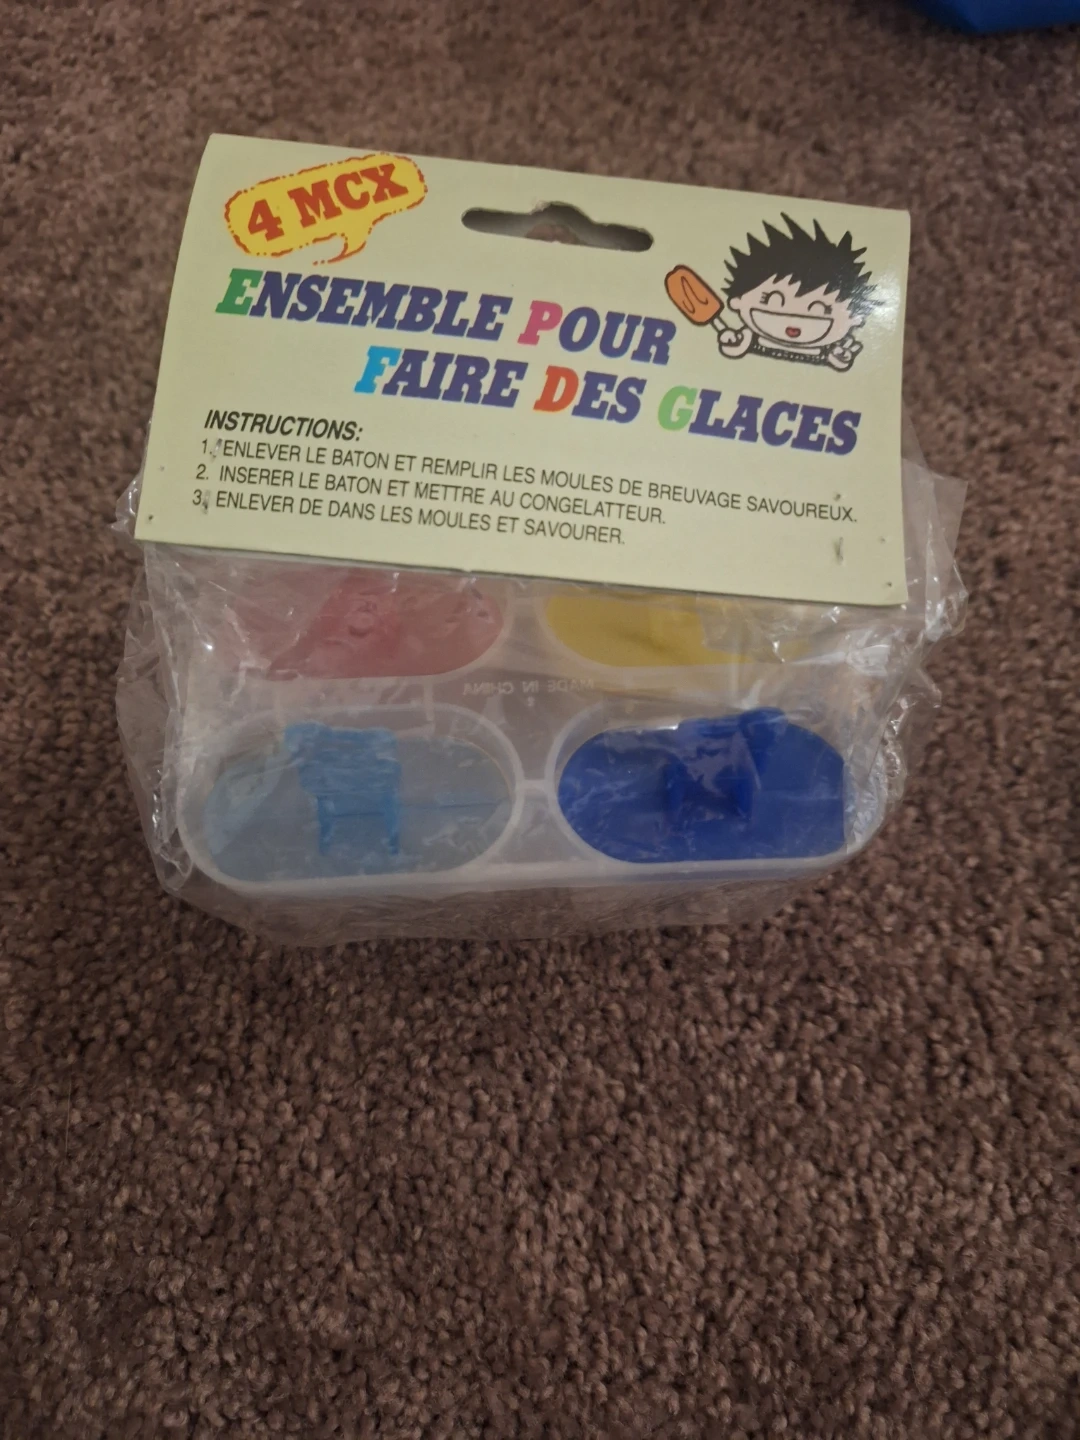 4 MCX
ENSEMBLE POUR
FAIRE DES GLACES
INSTRUCTIONS:
1. ENLEVER LE BATON ET REMPLIR LES MOULES DE BREUVAGE SAVOUREUX.
2. INSERER LE BATON ET METTRE AU CONGELATTEUR.
3. ENLEVER DE DANS LES MOULES ET SAVOURER.
MADE IN CHINA